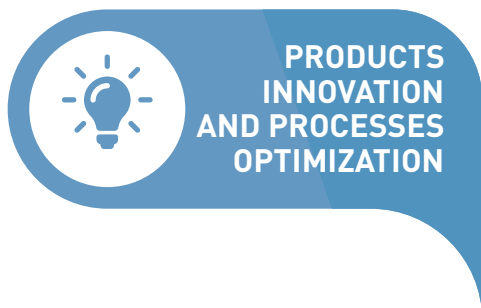 PRODUCTS
INNOVATION
AND PROCESSES
OPTIMIZATION